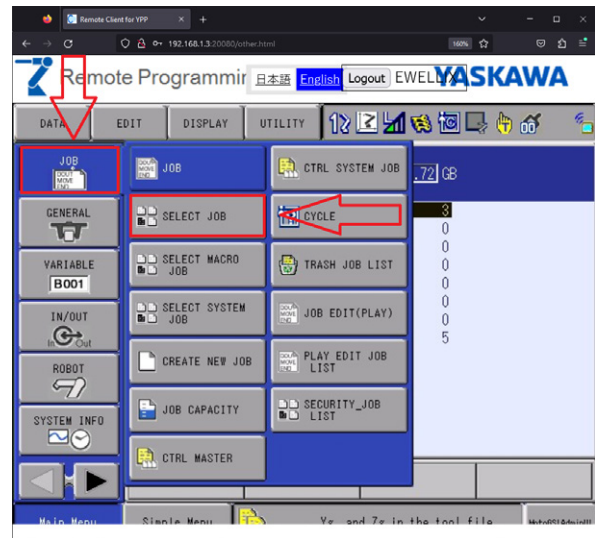 Remote Client for YPP
192.168.1.3:20080/other.html
160%
Remote Programmin
日本語 English Logout EWELLIX
YASKAWA
DATA EDIT DISPLAY UTILITY
JOB
DOUT
MOVE
END
GENERAL
VARIABLE
B001
IN/OUT
In Out
ROBOT
SYSTEM INFO
JOB
SELECT JOB
SELECT MACRO
JOB
SELECT SYSTEM
JOB
CREATE NEW JOB
JOB CAPACITY
CTRL MASTER
CTRL SYSTEM JOB
CYCLE
TRASH JOB LIST
JOB EDIT(PLAY)
PLAY EDIT JOB
LIST
SECURITY_JOB
LIST
.72 GB
3
0
0
0
0
0
0
5
Main Menu
Simple Menu
and Zs in the tool file